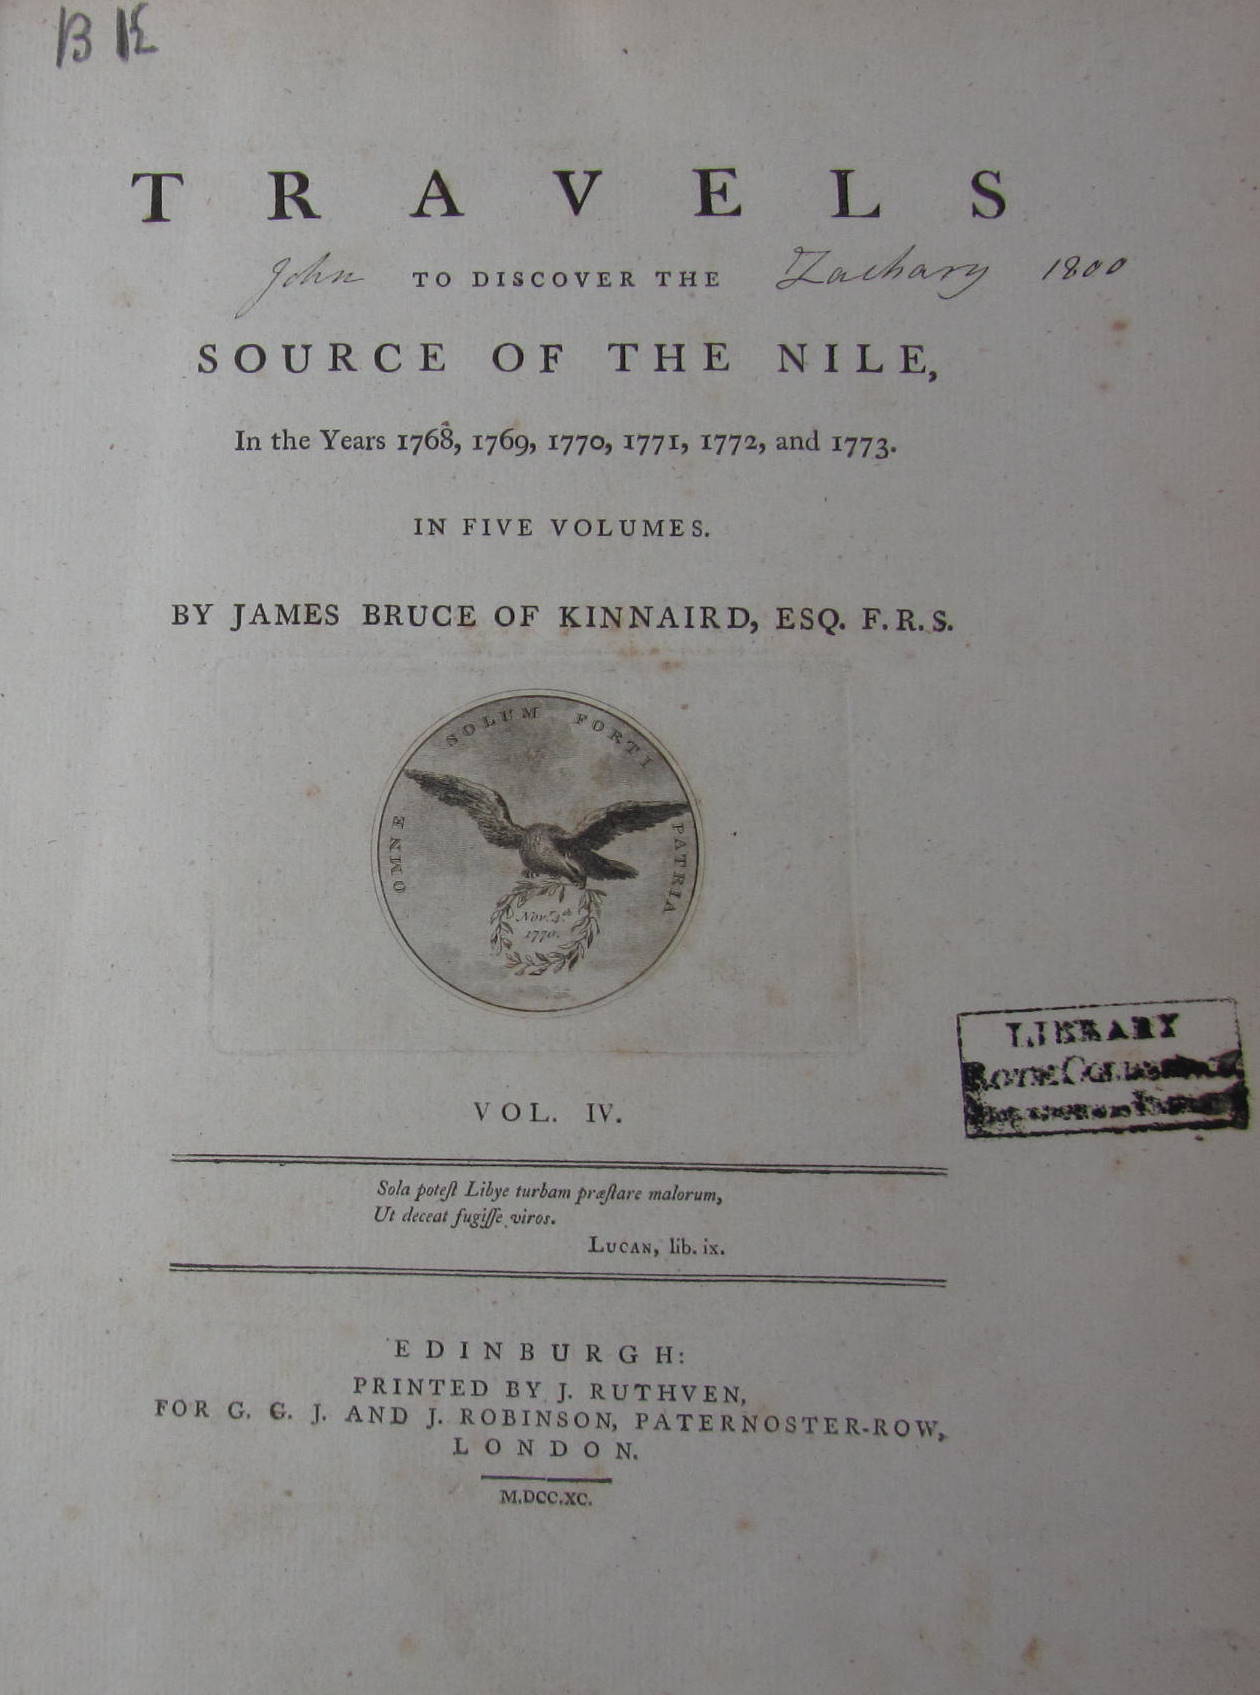 B K
T R A V E L S
John TO DISCOVER THE Zachary 1800
SOURCE OF THE NILE,
In the Years 1768, 1769, 1770, 1771, 1772, and 1773.
IN FIVE VOLUMES.
BY JAMES BRUCE OF KINNAIRD, ESQ. F.R.S.
OMNE SOLUM FORTI PATRIA
Nov. 4th
1770.
LIBRARY
VOL. IV.
Sola poteſt Libye turbam præſtare malorum,
Ut deceat fugiſſe viros.
LUCAN, lib. ix.
EDINBURGH:
PRINTED BY J. RUTHVEN,
FOR G. G. J. AND J. ROBINSON, PATERNOSTER-ROW,
LONDON.
M.DCC.XC.